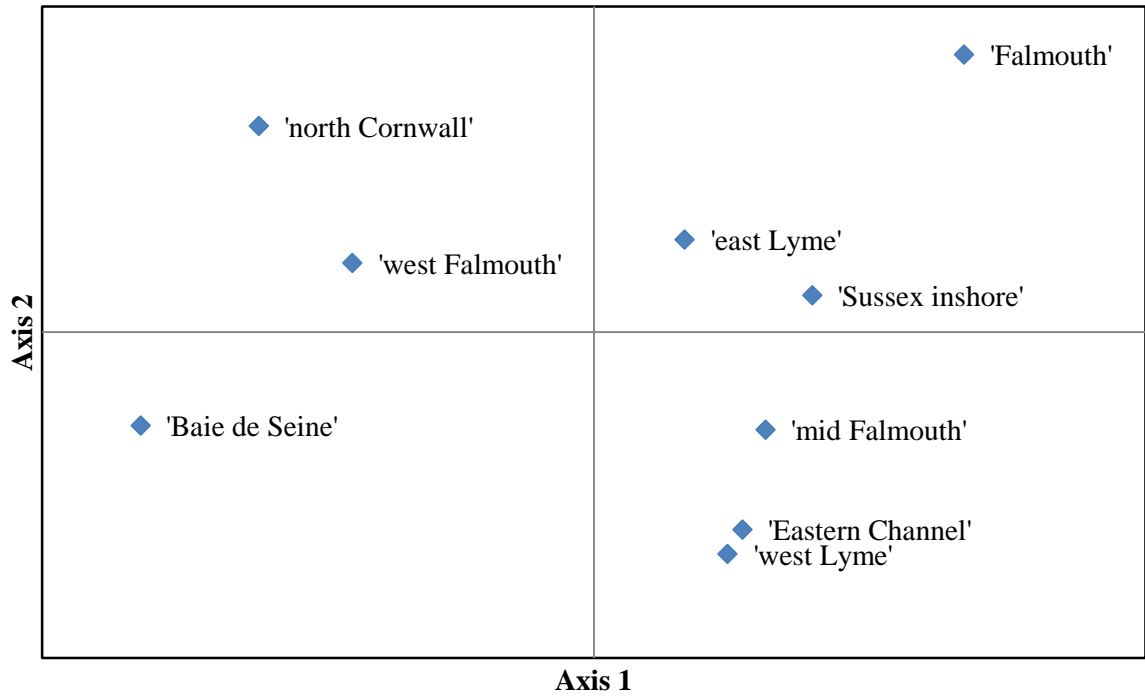 'Falmouth'
'north Cornwall'
'east Lyme'
'west Falmouth'
'Sussex inshore'
Axis 2
'Baie de Seine'
'mid Falmouth'
'Eastern Channel'
'west Lyme'
Axis 1